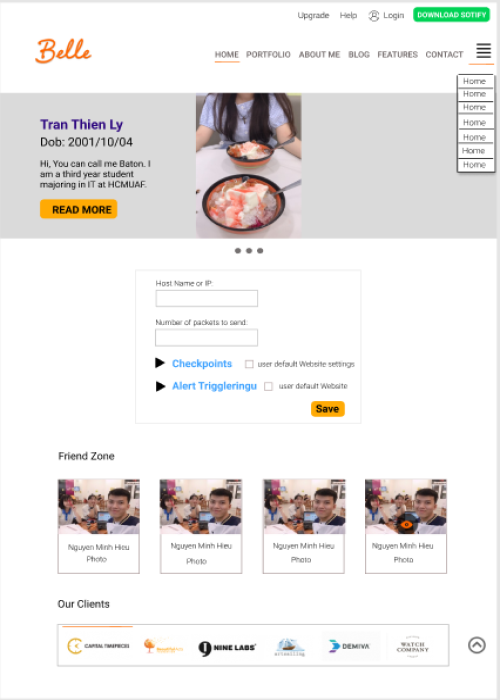 Upgrade Help Login DOWNLOAD SOTIFY
Belle
HOME PORTFOLIO ABOUT ME BLOG FEATURES CONTACT
Home
Home
Home
Home
Home
Home
Home
Tran Thien Ly
Dob: 2001/10/04
Hi, You can call me Baton. I
am a third year student
majoring in IT at HCMUAF.
READ MORE
Host Name or IP:
Number of packets to send:
Checkpoints user default Website settings
Alert Triggleringu user default Website
Save
Friend Zone
Nguyen Minh Hieu
Photo
Nguyen Minh Hieu
Photo
Nguyen Minh Hieu
Photo
Nguyen Minh Hieu
Photo
Our Clients
CAPITAL TIMEPIECES
NINE LABS
DEMIVA
WATCH
COMPANY